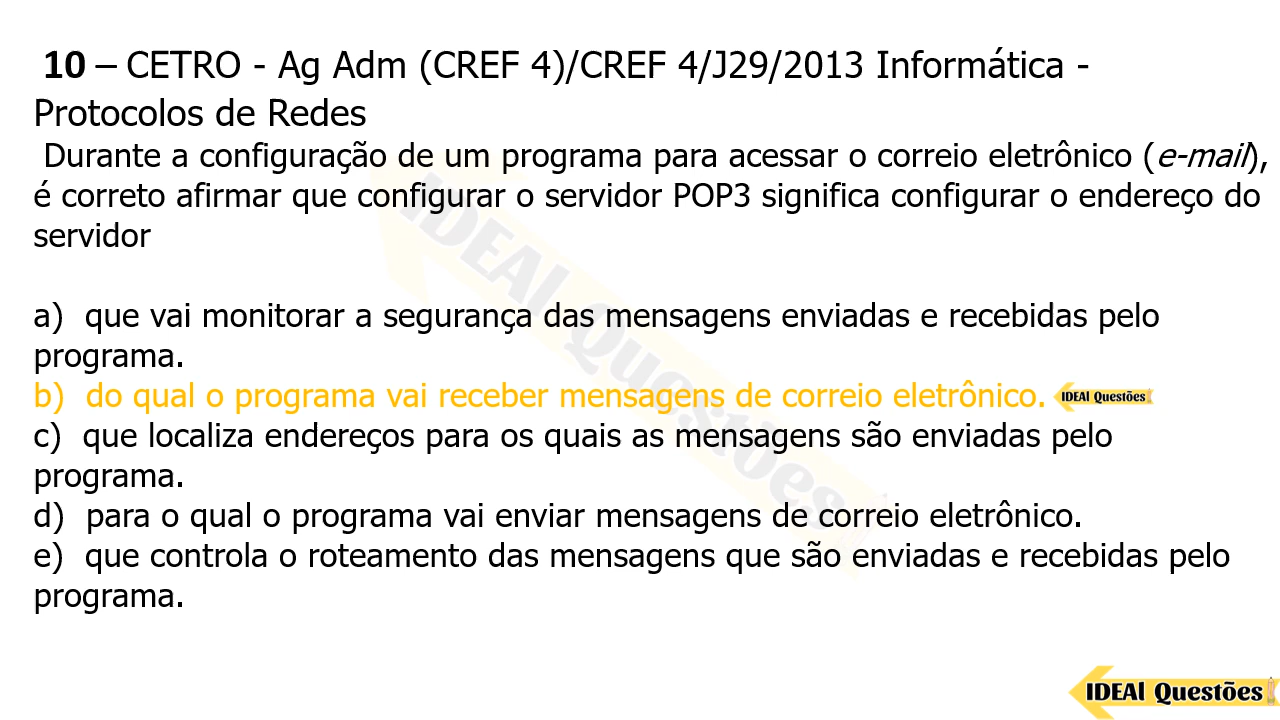 10 – CETRO - Ag Adm (CREF 4)/CREF 4/J29/2013 Informática -
Protocolos de Redes
Durante a configuração de um programa para acessar o correio eletrônico (e-mail),
é correto afirmar que configurar o servidor POP3 significa configurar o endereço do
servidor
a) que vai monitorar a segurança das mensagens enviadas e recebidas pelo
programa.
b) do qual o programa vai receber mensagens de correio eletrônico.
IDEAl Questões
c) que localiza endereços para os quais as mensagens são enviadas pelo
programa.
d) para o qual o programa vai enviar mensagens de correio eletrônico.
e) que controla o roteamento das mensagens que são enviadas e recebidas pelo
programa.
IDEAl Questões
IDEAl Questões